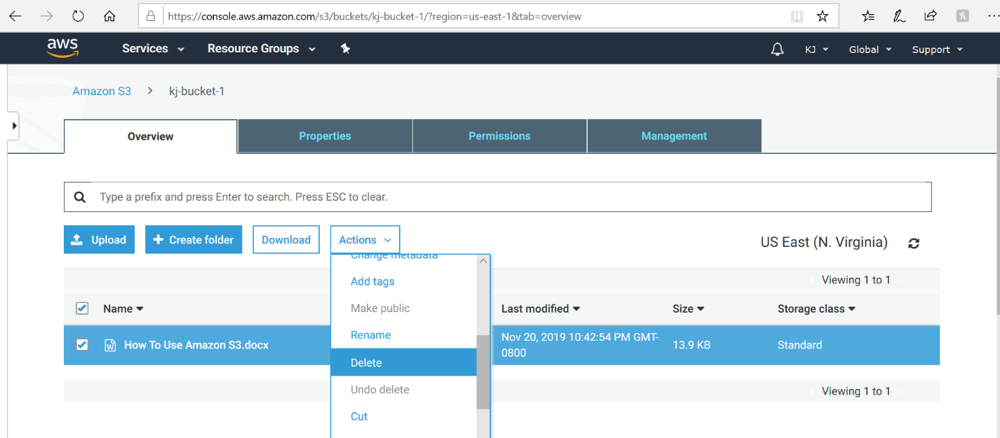 https://console.aws.amazon.com/s3/buckets/kj-bucket-1/?region=us-east-1&tab=overview
aws Services Resource Groups KJ Global Support
Amazon S3 > kj-bucket-1
Overview Properties Permissions Management
Type a prefix and press Enter to search. Press ESC to clear.
Upload Create folder Download Actions US East (N. Virginia)
Change metadata
Viewing 1 to 1
Add tags
Name Last modified Size Storage class
Make public
Rename
How To Use Amazon S3.docx Nov 20, 2019 10:42:54 PM GMT-
0800 13.9 KB Standard
Delete
Undo delete
Viewing 1 to 1
Cut